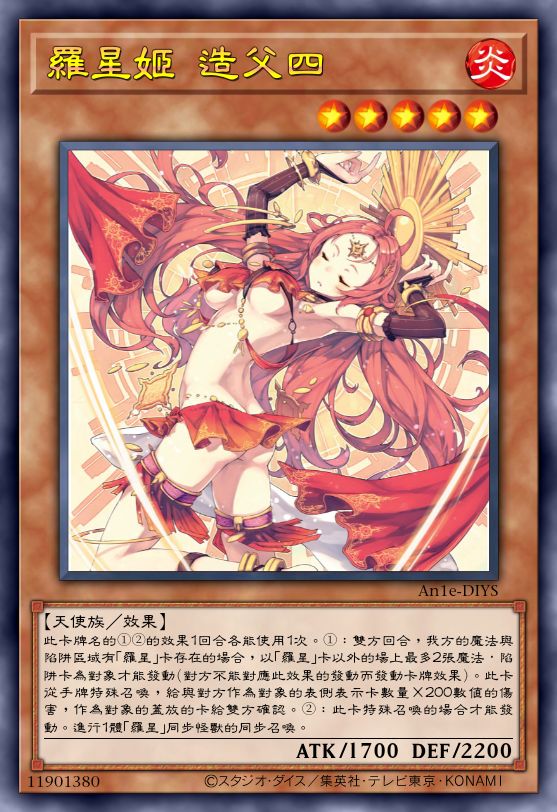 羅星姬 造父四
炎
An1e-DIYS
【天使族／效果】
此卡牌名的①②的效果1回合各能使用1次。①：雙方回合，我方的魔法與
陷阱區域有「羅星」卡存在的場合，以「羅星」卡以外的場上最多2張魔法．陷
阱卡為對象才能發動(對方不能對應此效果的發動而發動卡牌效果)。此卡
從手牌特殊召喚，給與對方作為對象的表側表示卡數量×200數值的傷
害，作為對象的蓋放的卡給雙方確認。②：此卡特殊召喚的場合才能發
動。進行1體「羅星」同步怪獸的同步召喚。
ATK/1700 DEF/2200
11901380 ©スタジオ・ダイス／集英社・テレビ東京・KONAMI